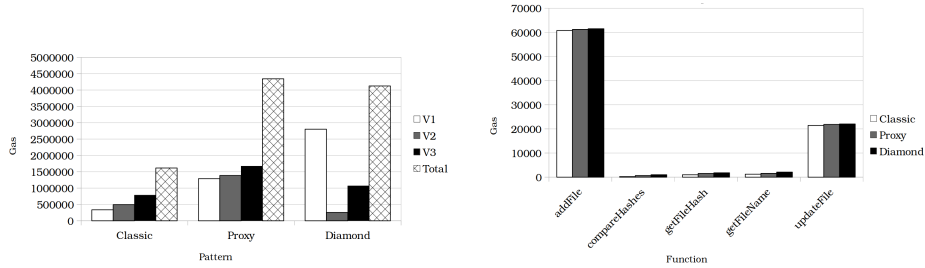 5000000
4500000
4000000
3500000
3000000
2500000
2000000
1500000
1000000
500000
0
Gas
Classic Proxy Diamond
Pattern
V1
V2
V3
Total
70000
60000
50000
40000
30000
20000
10000
0
Gas
addFile
compareHashes
getFileHash
getFileName
updateFile
Function
Classic
Proxy
Diamond